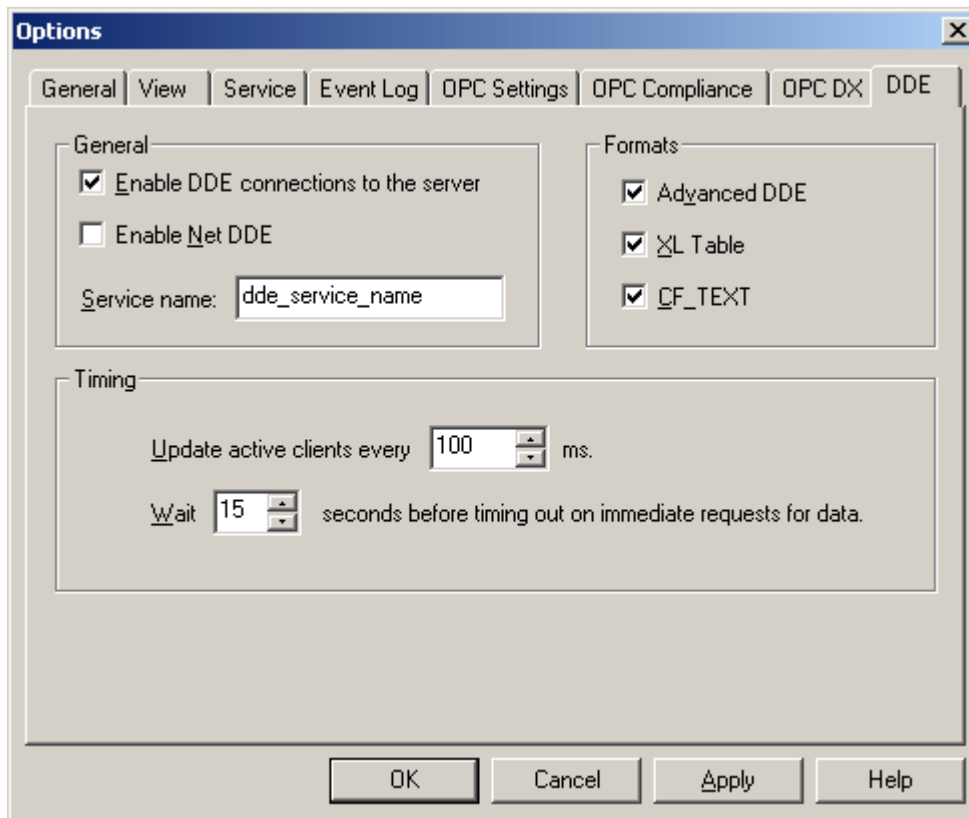 Options
General View Service Event Log OPC Settings OPC Compliance OPC DX DDE
General
Enable DDE connections to the server
Enable Net DDE
Service name: dde_service_name
Formats
Advanced DDE
XL Table
CF_TEXT
Timing
Update active clients every 100 ms.
Wait 15 seconds before timing out on immediate requests for data.
OK Cancel Apply Help